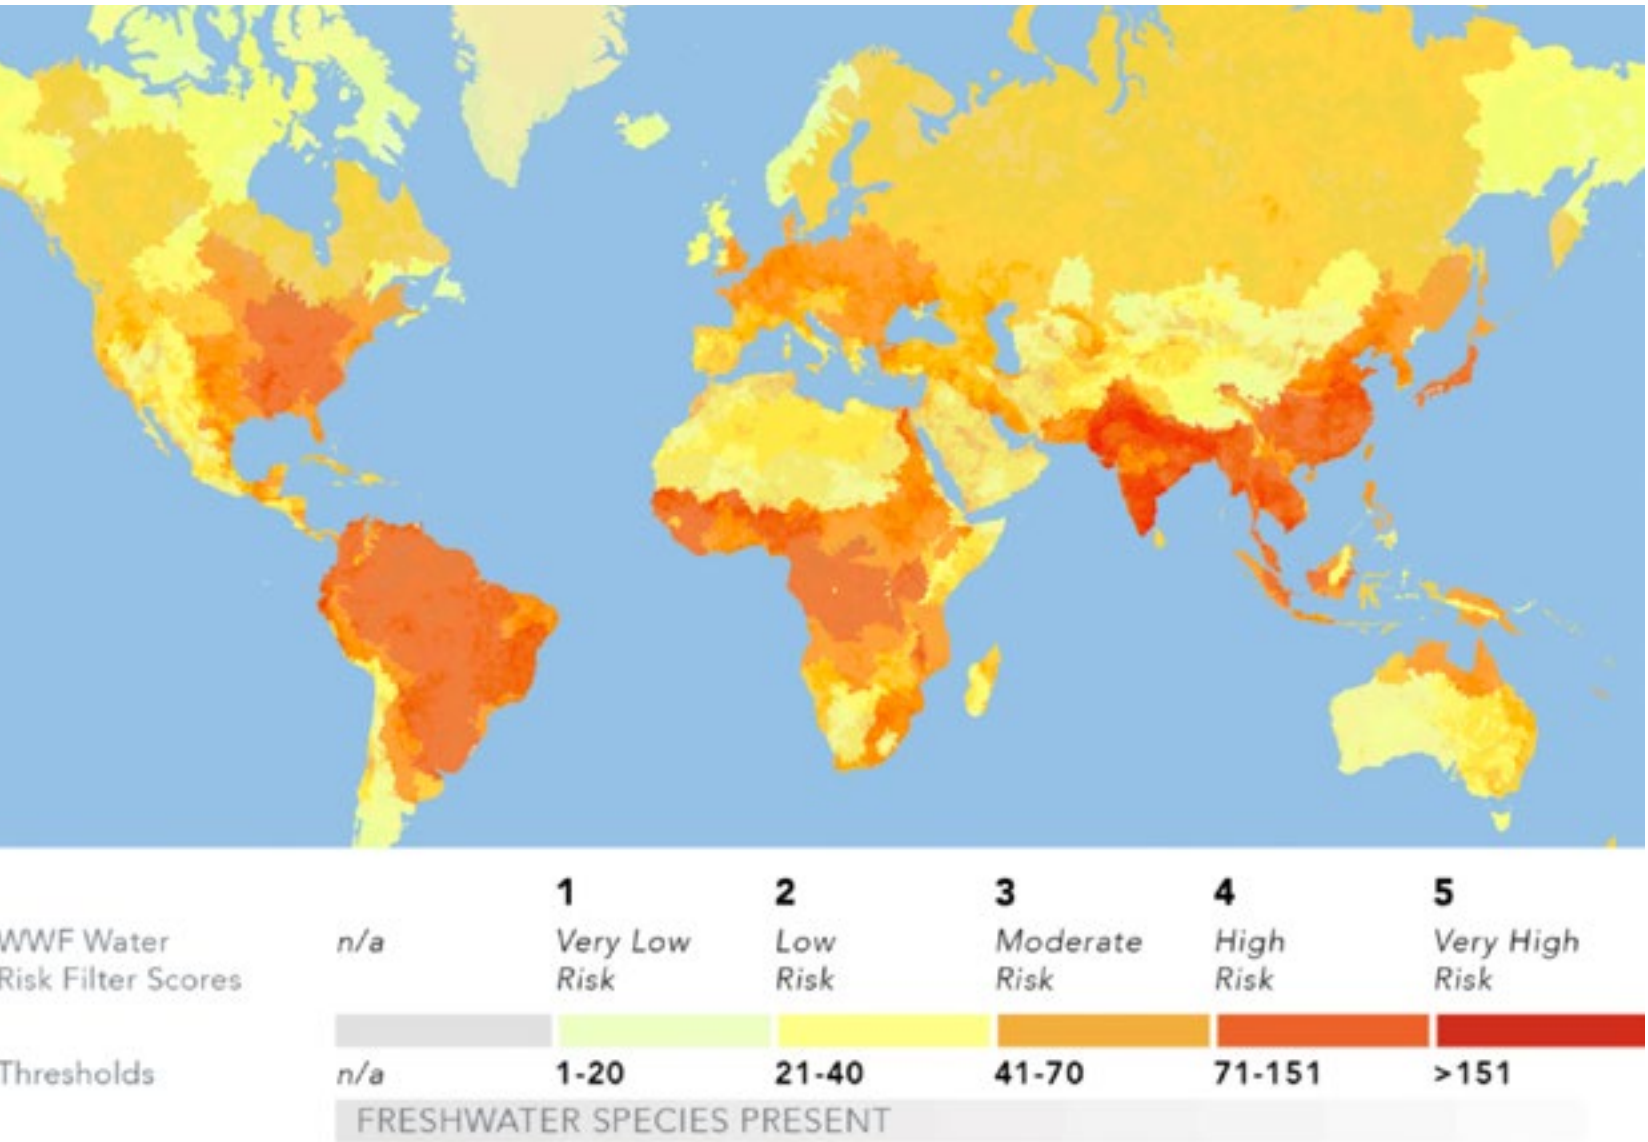 1 2 3 4 5
WWF Water n/a Very Low Low Moderate High Very High
Risk Filter Scores Risk Risk Risk Risk Risk
Thresholds n/a 1-20 21-40 41-70 71-151 >151
FRESHWATER SPECIES PRESENT